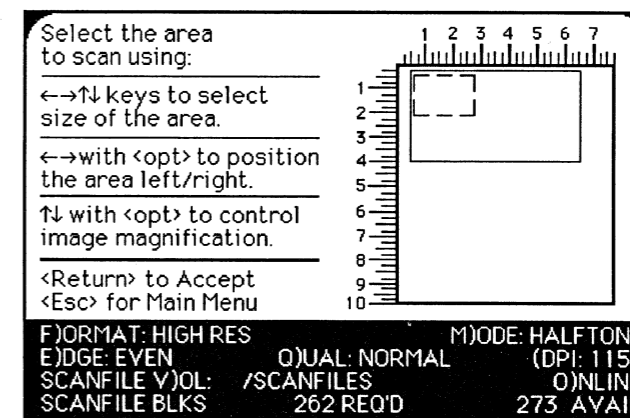 Select the area
to scan using:
←→↑↓ keys to select
size of the area.
←→with <opt> to position
the area left/right.
↑↓ with <opt> to control
image magnification.
<Return> to Accept
<Esc> for Main Menu
1 2 3 4 5 6 7
1
2
3
4
5
6
7
8
9
10
F)ORMAT: HIGH RES M)ODE: HALFTON
E)DGE: EVEN Q)UAL: NORMAL (DPI: 115
SCANFILE V)OL: /SCANFILES O)NLIN
SCANFILE BLKS 262 REQ'D 273 AVAI